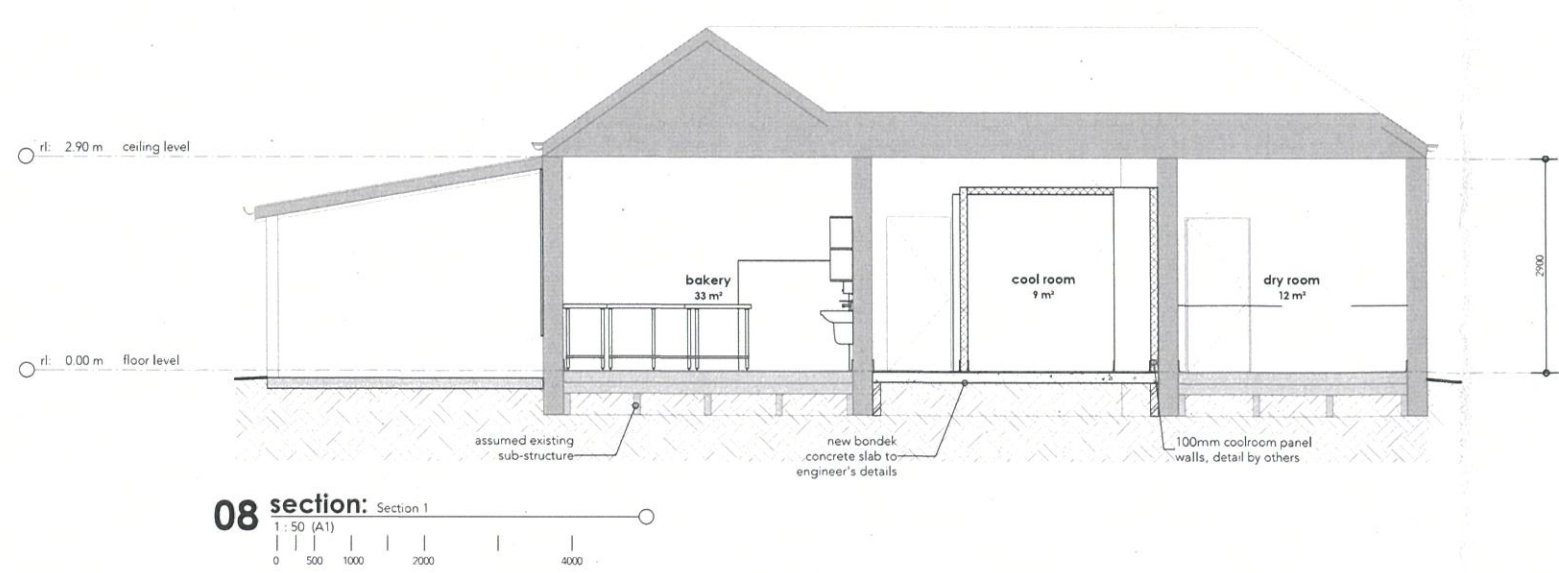 rl: 2.90 m ceiling level
bakery
33 m²
cool room
9 m²
dry room
12 m²
2900
rl: 0.00 m floor level
assumed existing
sub-structure
new bondek
concrete slab to
engineer's details
100mm coolroom panel
walls, detail by others
08 section: Section 1
1 : 50 (A1)
0 500 1000 2000 4000